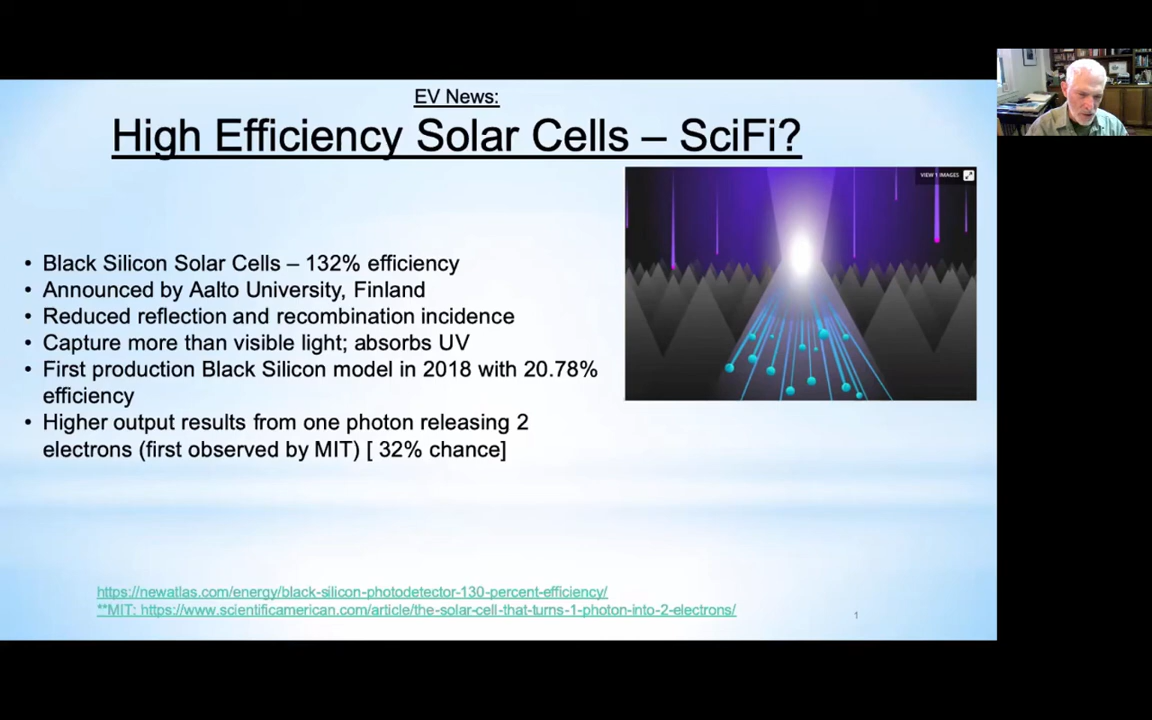 EV News:
High Efficiency Solar Cells – SciFi?
VIEW 1 IMAGES
• Black Silicon Solar Cells – 132% efficiency
• Announced by Aalto University, Finland
• Reduced reflection and recombination incidence
• Capture more than visible light; absorbs UV
• First production Black Silicon model in 2018 with 20.78%
efficiency
• Higher output results from one photon releasing 2
electrons (first observed by MIT) [ 32% chance]
https://newatlas.com/energy/black-silicon-photodetector-130-percent-efficiency/
**MIT: https://www.scientificamerican.com/article/the-solar-cell-that-turns-1-photon-into-2-electrons/
1